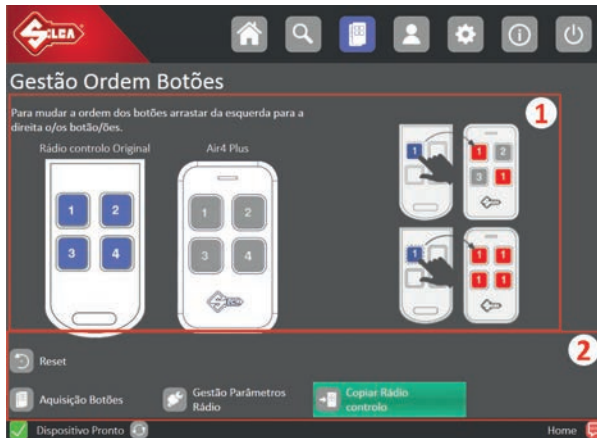 SILCA
Gestão Ordem Botões
Para mudar a ordem dos botões arrastar da esquerda para a
direita o/os botão/ões.
1
Rádio controlo Original
Air4 Plus
1 2
3 4
1 2
3 4
SILCA
1
1 2
3 1
1
1 1
1 1
2
Reset
Aquisição Botões
Gestão Parâmetros
Rádio
Copiar Rádio
controlo
Dispositivo Pronto
Home